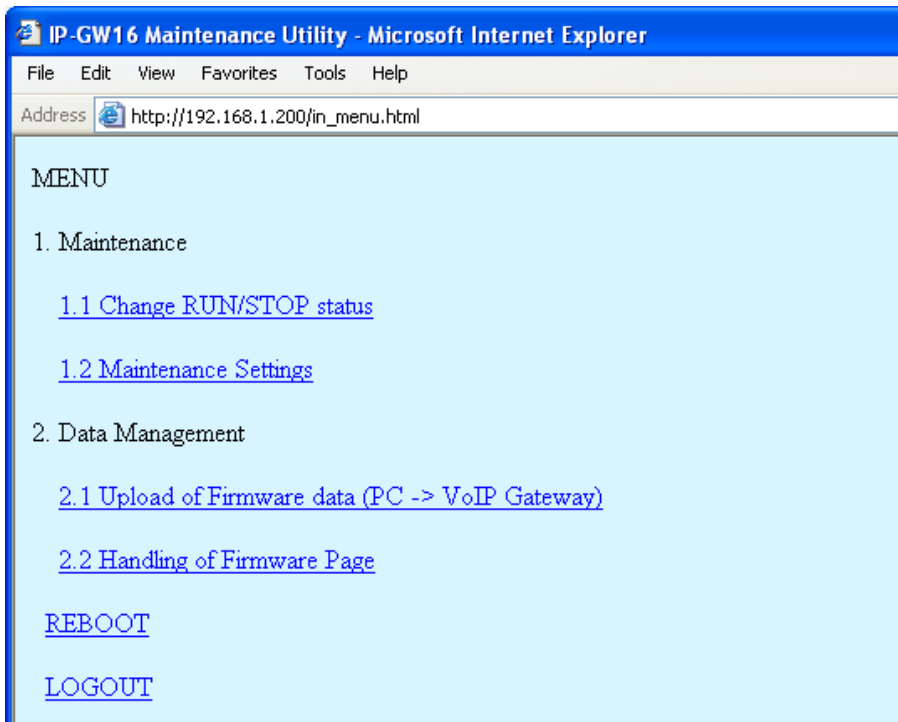 IP-GW16 Maintenance Utility - Microsoft Internet Explorer
File Edit View Favorites Tools Help
Address http://192.168.1.200/in_menu.html
MENU
1. Maintenance
1.1 Change RUN/STOP status
1.2 Maintenance Settings
2. Data Management
2.1 Upload of Firmware data (PC -> VoIP Gateway)
2.2 Handling of Firmware Page
REBOOT
LOGOUT